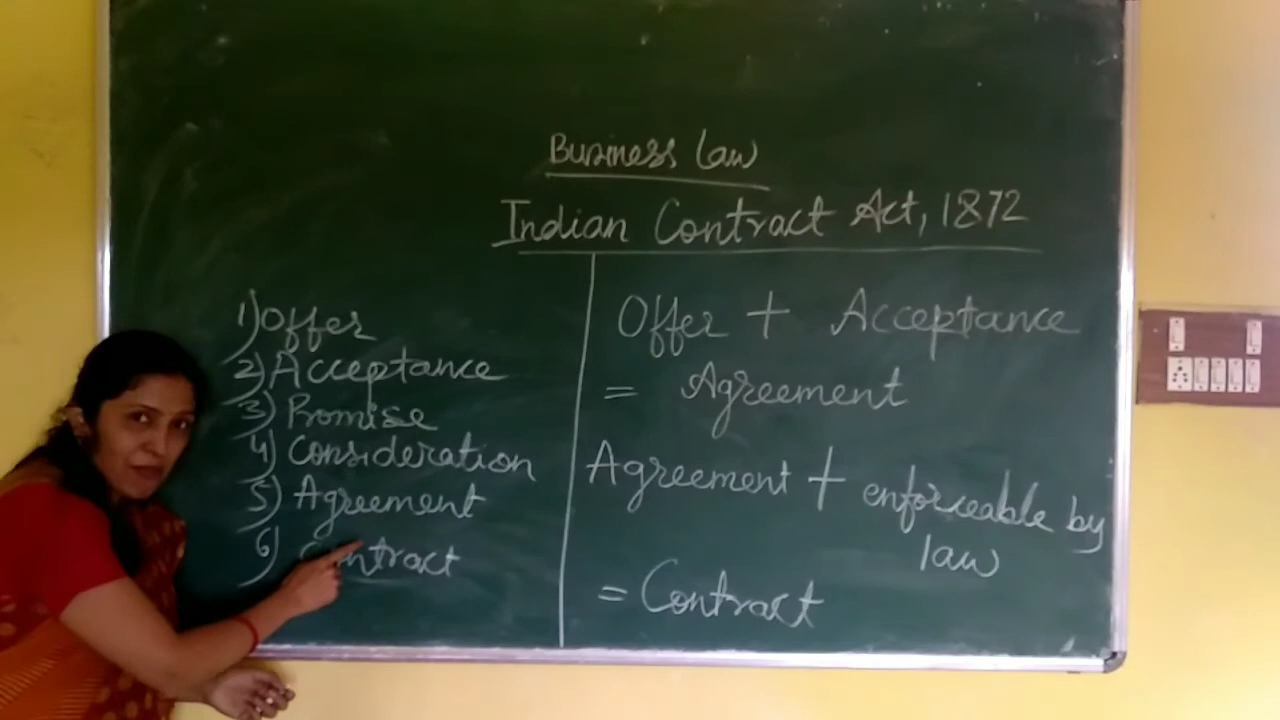 Business Law
Indian Contract Act, 1872
1) Offer
2) Acceptance
3) Promise
4) Consideration
5) Agreement
6) Contract
Offer + Acceptance
= Agreement
Agreement + enforceable by
law
= Contract